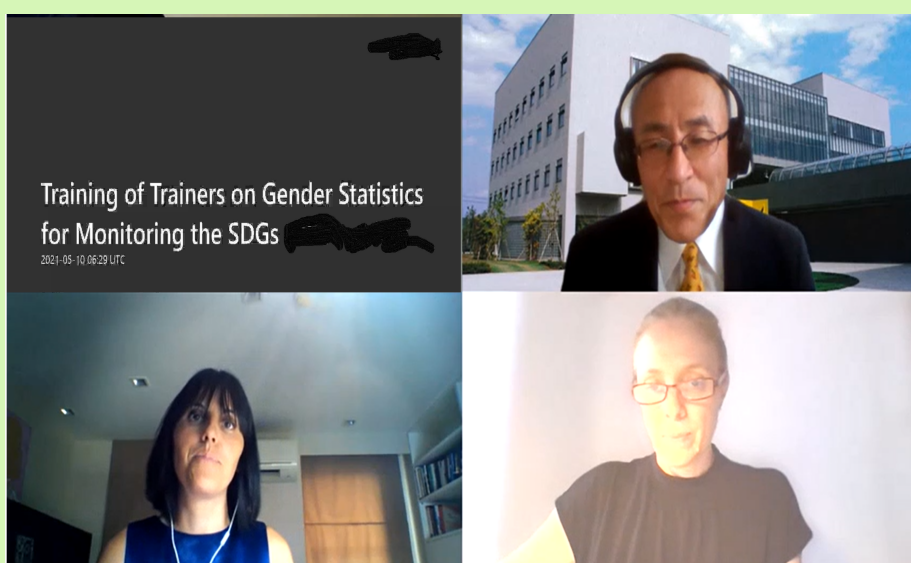 Training of Trainers on Gender Statistics
for Monitoring the SDGs
2021-05-10 06:29 UTC